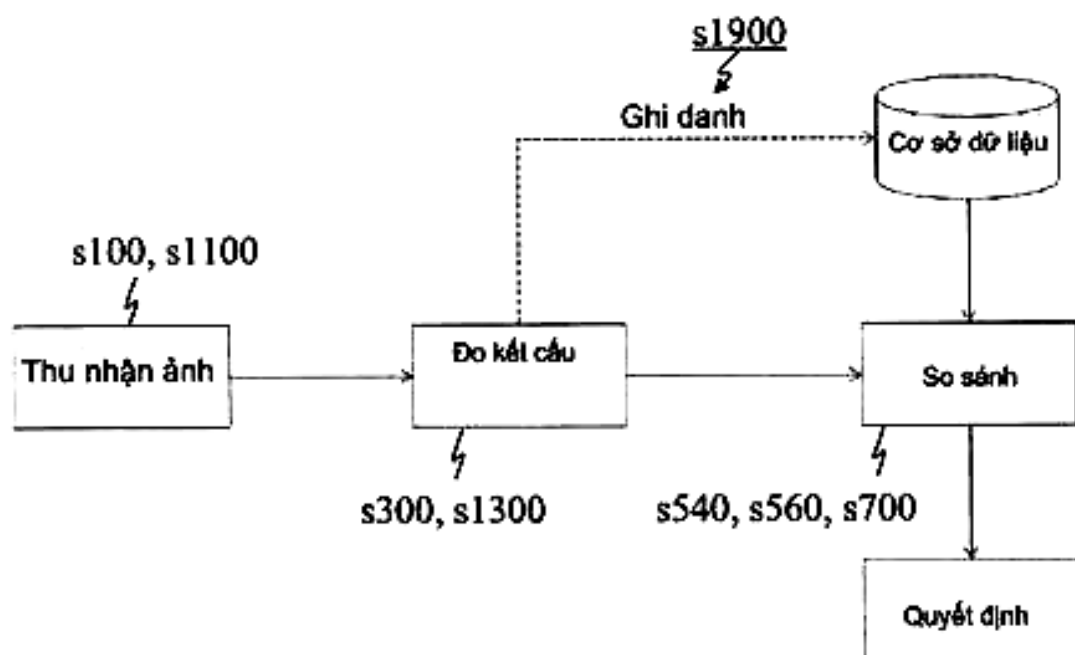 s1900
Ghi danh
Cơ sở dữ liệu
s100, s1100
Thu nhận ảnh
Đo kết cấu
So sánh
s300, s1300
s540, s560, s700
Quyết định